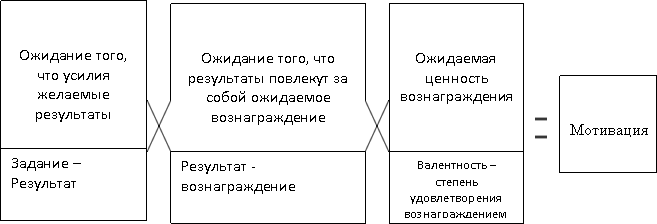 Ожидание того,
что усилия
желаемые
результаты
Ожидание того, что
результаты повлекут за
собой ожидаемое
вознаграждение
Ожидаемая
ценность
вознаграждения
=
Мотивация
Задание –
Результат
Результат -
вознаграждение
Валентность –
степень
удовлетворения
вознаграждением